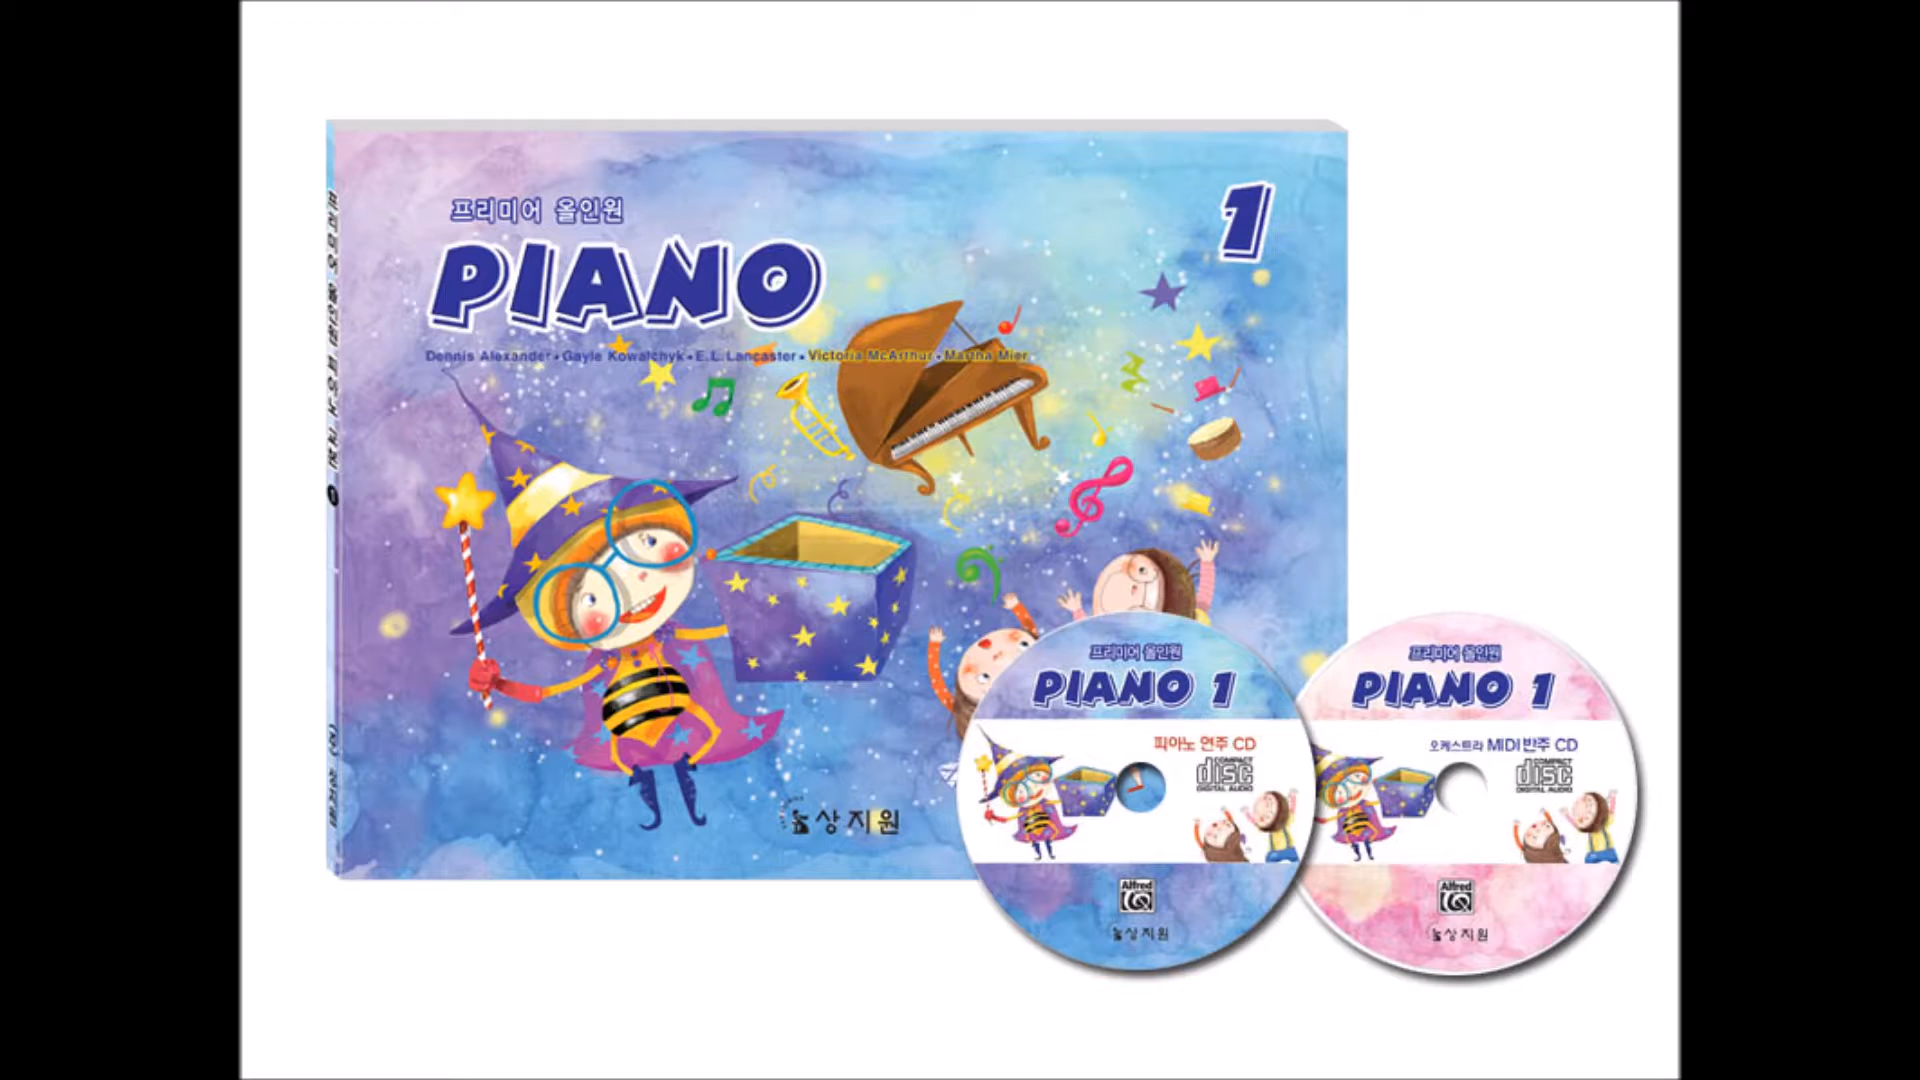 프리미어 올인원
PIANO
1
Dennis Alexander • Gayle Kowalchyk • E. L. Lancaster • Victoria McArthur • Martha Mier
상지원
프리미어 올인원
PIANO 1
피아노 연주 CD
COMPACT
disc
DIGITAL AUDIO
Alfred
상지원
프리미어 올인원
PIANO 1
오케스트라 MIDI 반주 CD
COMPACT
disc
DIGITAL AUDIO
Alfred
상지원